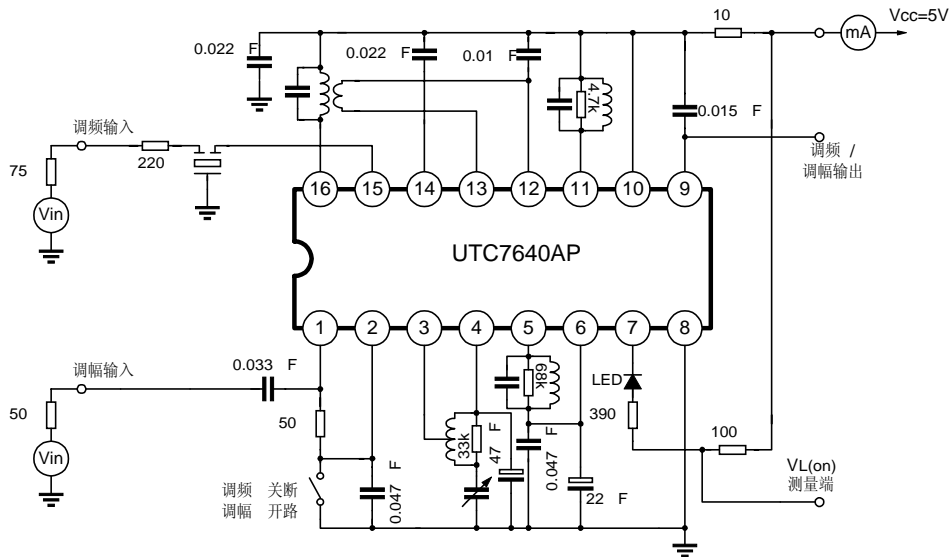 10
Vcc=5V
mA
0.022 F
0.022 F
0.01 F
4.7k
0.015 F
调频输入
220
75
Vin
调频 /
调幅输出
16 15 14 13 12 11 10 9
UTC7640AP
1 2 3 4 5 6 7 8
0.033 F
调幅输入
50
50
Vin
33k
47 F
68k
0.047 F
LED
390
100
22 F
0.047 F
调频 关断
调幅 开路
VL(on)
测量端